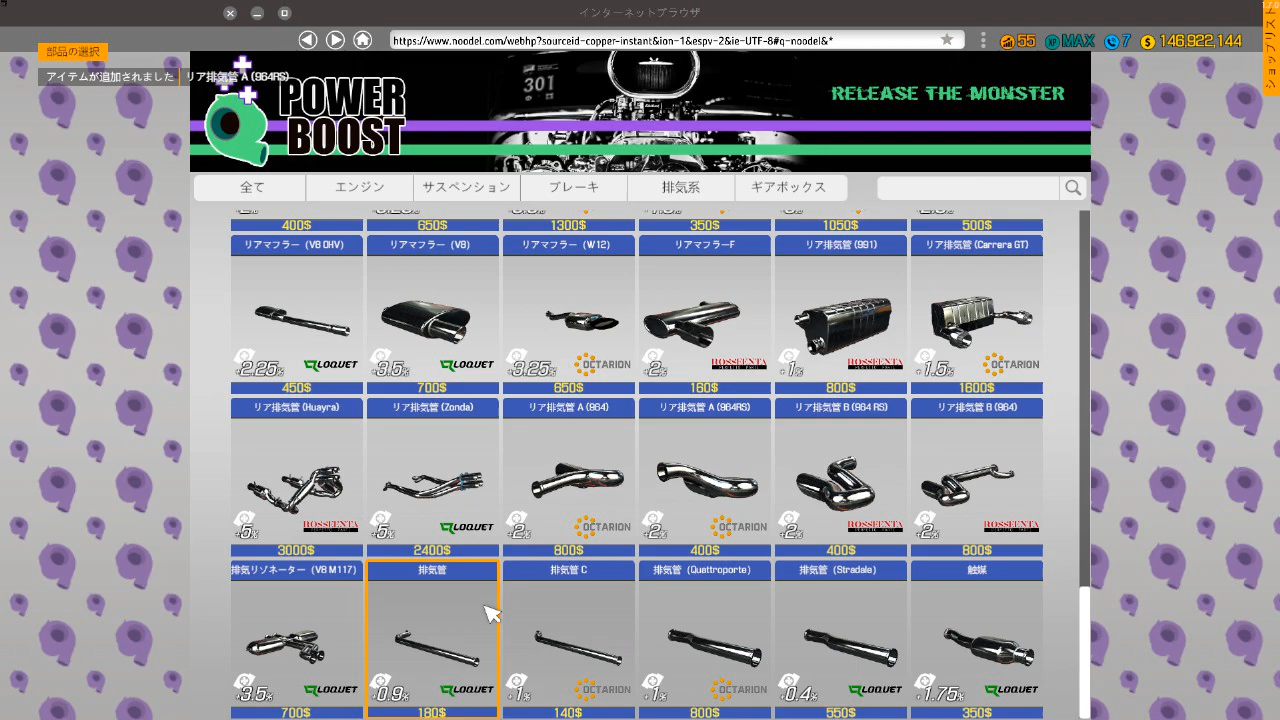 インターネットブラウザ
1.7.0
https://www.noodel.com/webhp?sourceid-copper-instant&ion-1&espv-2&ie-UTF-8#q-noodel&*
55
XP MAX
7
$ 146,922,144
ショップリスト
部品の選択
アイテムが追加されました リア排気管 A (964RS)
POWER BOOST
301
RELEASE THE MONSTER
全て エンジン サスペンション ブレーキ 排気系 ギアボックス
400$ 650$ 1300$ 350$ 1050$ 500$
リアマフラー (V8 OHV) リアマフラー (V8) リアマフラー (W12) リアマフラーF リア排気管 (991) リア排気管 (Carrera GT)
+2.25% LOQUET +3.5% LOQUET +3.25% OCTARION +2% ROSSFENTA +1% ROSSFENTA +1.5% OCTARION
450$ 700$ 650$ 160$ 800$ 1600$
リア排気管 (Huayra) リア排気管 (Zonda) リア排気管 A (964) リア排気管 A (964RS) リア排気管 B (964 RS) リア排気管 B (964)
+5% ROSSFENTA +5% LOQUET +2% OCTARION +2% OCTARION +2% ROSSFENTA +2% ROSSFENTA
3000$ 2400$ 800$ 400$ 400$ 800$
排気リゾネーター (V8 M117) 排気管 排気管 C 排気管 (Quattroporte) 排気管 (Stradale) 触媒
+3.5% LOQUET +0.9% LOQUET +1% OCTARION +1% OCTARION +0.4% LOQUET +1.75% LOQUET
700$ 180$ 140$ 800$ 550$ 350$